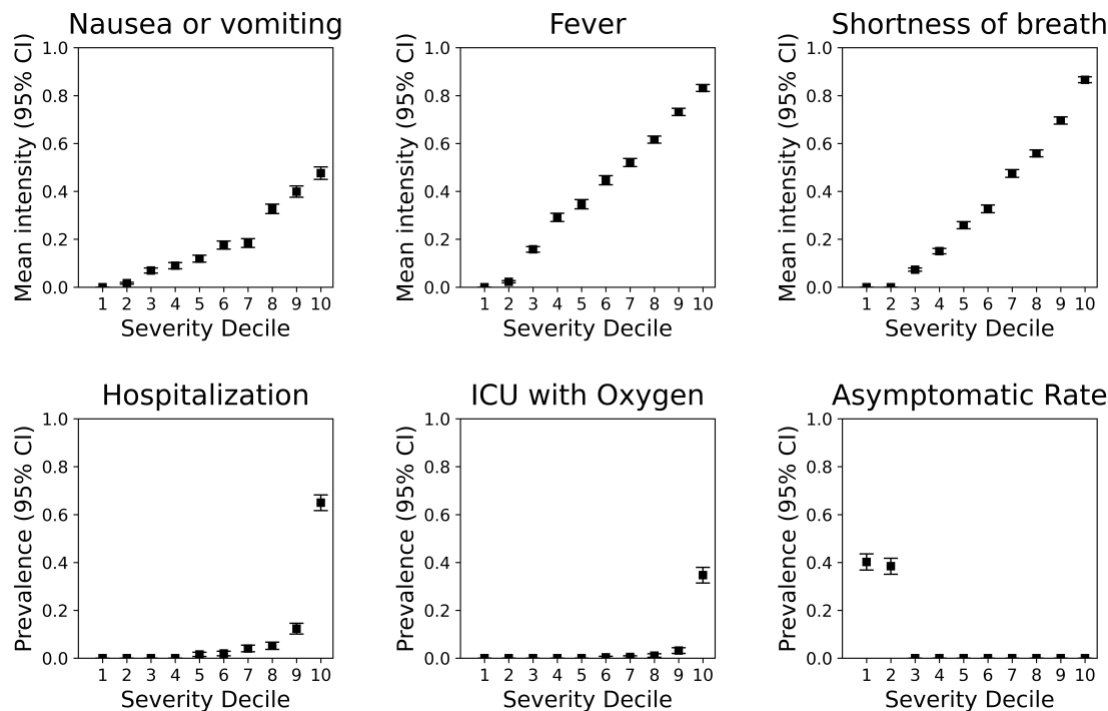 Nausea or vomiting
Mean intensity (95% CI)
1.0
0.8
0.6
0.4
0.2
0.0
1 2 3 4 5 6 7 8 9 10
Severity Decile
Fever
Mean intensity (95% CI)
1.0
0.8
0.6
0.4
0.2
0.0
1 2 3 4 5 6 7 8 9 10
Severity Decile
Shortness of breath
Mean intensity (95% CI)
1.0
0.8
0.6
0.4
0.2
0.0
1 2 3 4 5 6 7 8 9 10
Severity Decile
Hospitalization
Prevalence (95% CI)
1.0
0.8
0.6
0.4
0.2
0.0
1 2 3 4 5 6 7 8 9 10
Severity Decile
ICU with Oxygen
Prevalence (95% CI)
1.0
0.8
0.6
0.4
0.2
0.0
1 2 3 4 5 6 7 8 9 10
Severity Decile
Asymptomatic Rate
Prevalence (95% CI)
1.0
0.8
0.6
0.4
0.2
0.0
1 2 3 4 5 6 7 8 9 10
Severity Decile